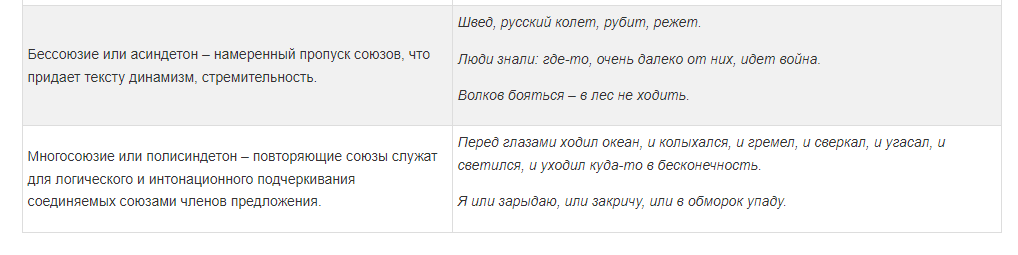 Швед, русский колет, рубит, режет.
Бессоюзие или асиндетон – намеренный пропуск союзов, что
придает тексту динамизм, стремительность.
Люди знали: где-то, очень далеко от них, идет война.
Волков бояться – в лес не ходить.
Многосоюзие или полисиндетон – повторяющие союзы служат
для логического и интонационного подчеркивания
соединяемых союзами членов предложения.
Перед глазами ходил океан, и колыхался, и гремел, и сверкал, и угасал, и
светился, и уходил куда-то в бесконечность.
Я или зарыдаю, или закричу, или в обморок упаду.